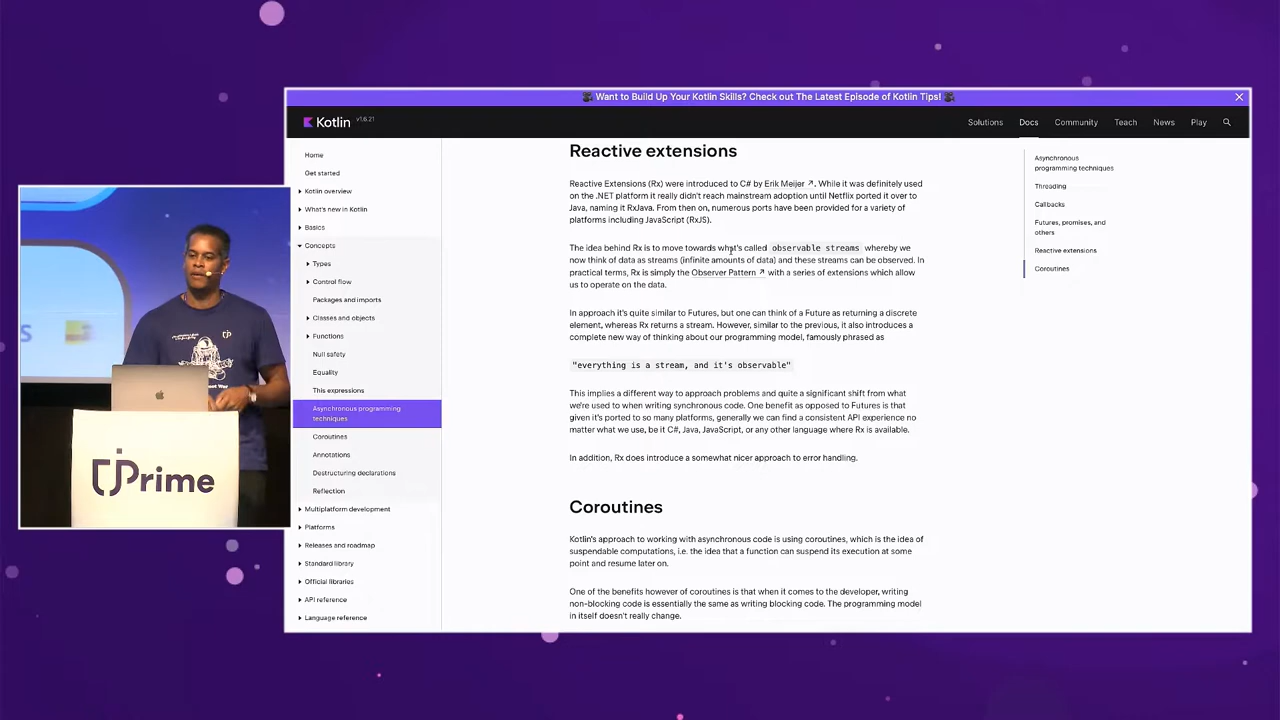 Want to Build Up Your Kotlin Skills? Check out The Latest Episode of Kotlin Tips!
Kotlin v1.6.21
Solutions Docs Community Teach News Play
Home
Get started
Kotlin overview
What's new in Kotlin
Basics
Concepts
Types
Control flow
Packages and imports
Classes and objects
Functions
Null safety
Equality
This expressions
Asynchronous programming
techniques
Coroutines
Annotations
Destructuring declarations
Reflection
Multiplatform development
Platforms
Releases and roadmap
Standard library
Official libraries
API reference
Language reference
Reactive extensions
Reactive Extensions (Rx) were introduced to C# by Erik Meijer ↗. While it was definitely used
on the .NET platform it really didn't reach mainstream adoption until Netflix ported it over to
Java, naming it RxJava. From then on, numerous ports have been provided for a variety of
platforms including JavaScript (RxJS).
The idea behind Rx is to move towards what's called observable streams whereby we
now think of data as streams (infinite amounts of data) and these streams can be observed. In
practical terms, Rx is simply the Observer Pattern ↗ with a series of extensions which allow
us to operate on the data.
In approach it's quite similar to Futures, but one can think of a Future as returning a discrete
element, whereas Rx returns a stream. However, similar to the previous, it also introduces a
complete new way of thinking about our programming model, famously phrased as
"everything is a stream, and it's observable"
This implies a different way to approach problems and quite a significant shift from what
we're used to when writing synchronous code. One benefit as opposed to Futures is that
given it's ported to so many platforms, generally we can find a consistent API experience no
matter what we use, be it C#, Java, JavaScript, or any other language where Rx is available.
In addition, Rx does introduce a somewhat nicer approach to error handling.
Coroutines
Kotlin's approach to working with asynchronous code is using coroutines, which is the idea of
suspendable computations, i.e. the idea that a function can suspend its execution at some
point and resume later on.
One of the benefits however of coroutines is that when it comes to the developer, writing
non-blocking code is essentially the same as writing blocking code. The programming model
in itself doesn't really change.
Asynchronous
programming techniques
Threading
Callbacks
Futures, promises, and
others
Reactive extensions
Coroutines
jPrime